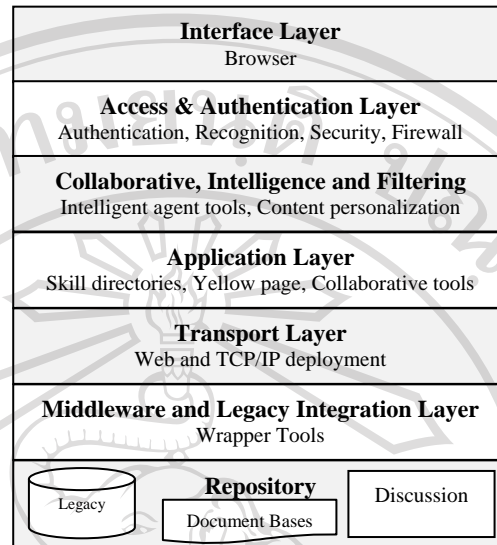 Interface Layer
Browser
Access & Authentication Layer
Authentication, Recognition, Security, Firewall
Collaborative, Intelligence and Filtering
Intelligent agent tools, Content personalization
Application Layer
Skill directories, Yellow page, Collaborative tools
Transport Layer
Web and TCP/IP deployment
Middleware and Legacy Integration Layer
Wrapper Tools
Repository
Legacy
Document Bases
Discussion